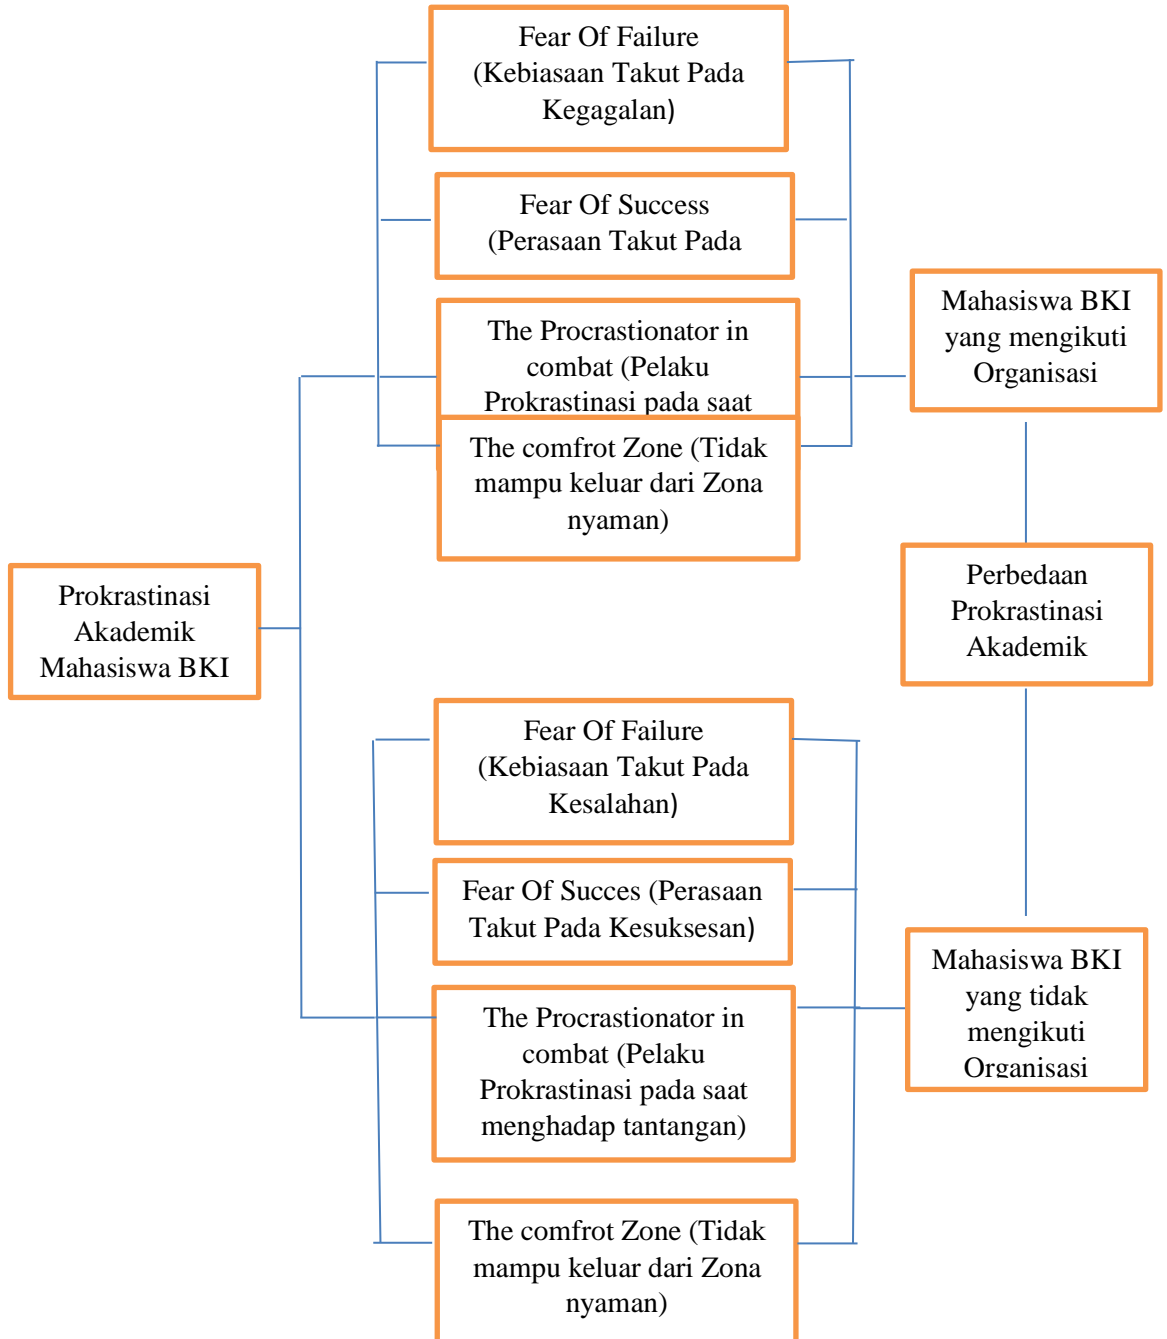 Fear Of Failure
(Kebiasaan Takut Pada
Kegagalan)
Fear Of Success
(Perasaan Takut Pada
The Procrastionator in
combat (Pelaku
Prokrastinasi pada saat
The comfrot Zone (Tidak
mampu keluar dari Zona
nyaman)
Mahasiswa BKI
yang mengikuti
Organisasi
Prokrastinasi
Akademik
Mahasiswa BKI
Perbedaan
Prokrastinasi
Akademik
Fear Of Failure
(Kebiasaan Takut Pada
Kesalahan)
Fear Of Succes (Perasaan
Takut Pada Kesuksesan)
The Procrastionator in
combat (Pelaku
Prokrastinasi pada saat
menghadap tantangan)
The comfrot Zone (Tidak
mampu keluar dari Zona
nyaman)
Mahasiswa BKI
yang tidak
mengikuti
Organisasi